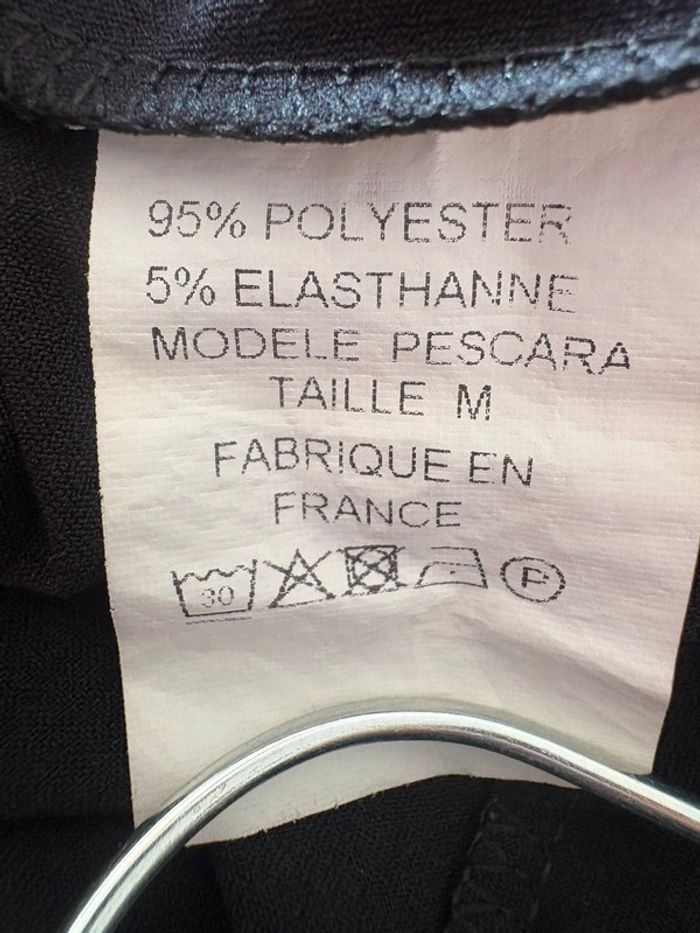 95% POLYESTER
5% ELASTHANNE
MODELE PESCARA
TAILLE M
FABRIQUE EN
FRANCE
30 P